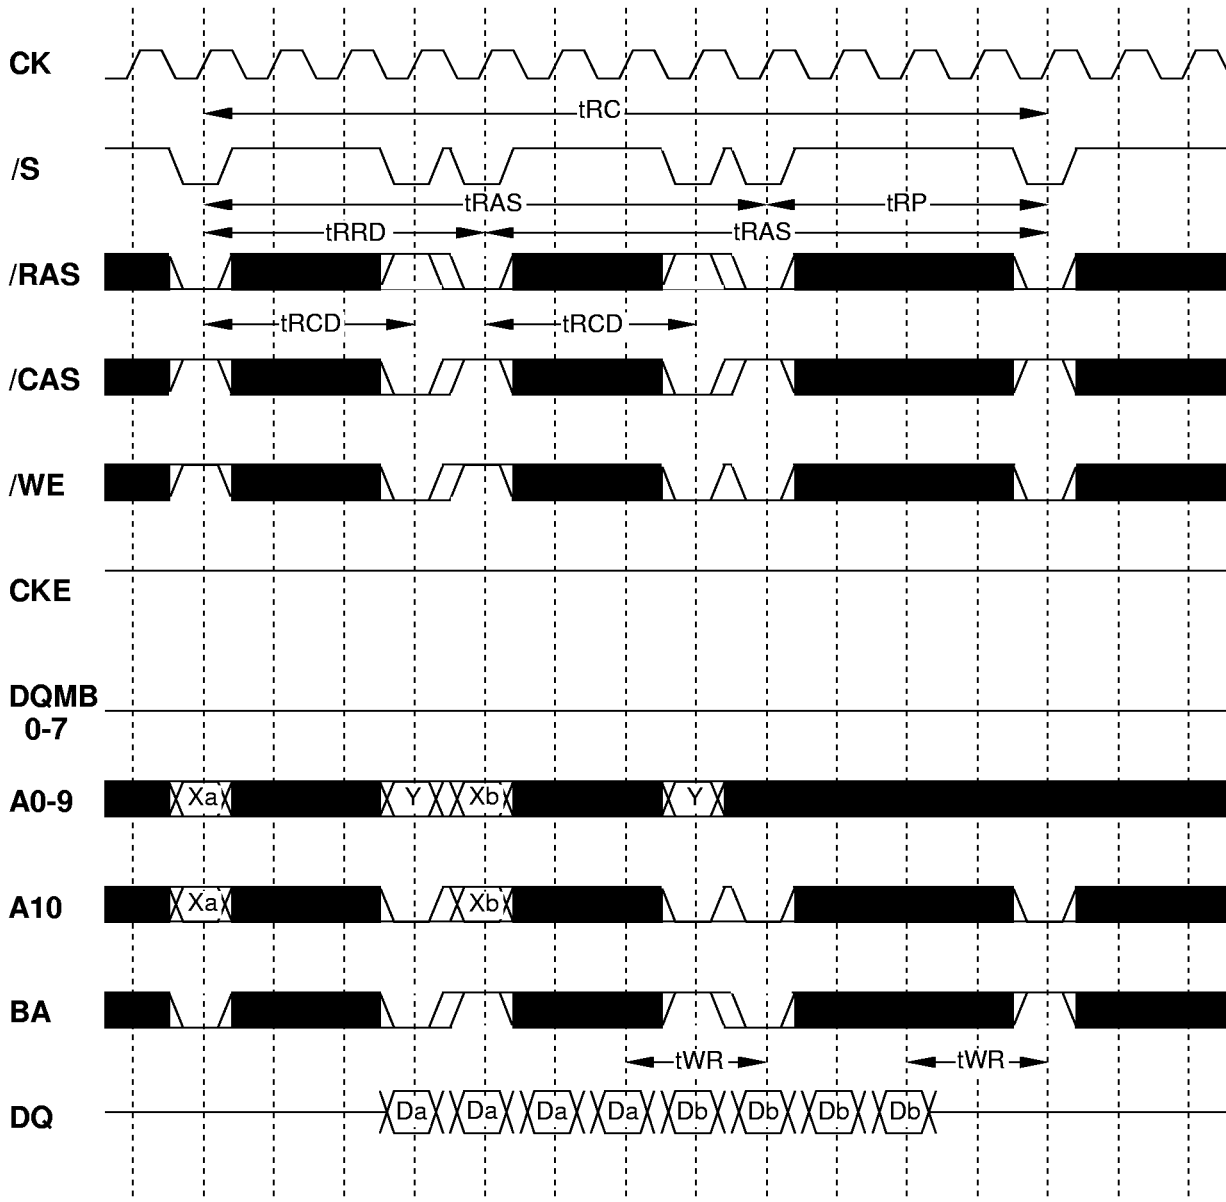 CK
tRC
/S
tRAS tRP
tRRD tRAS
/RAS
tRCD tRCD
/CAS
/WE
CKE
DQMB
0-7
A0-9 Xa Y Xb Y
A10 Xa Xb
BA
tWR tWR
DQ Da Da Da Da Db Db Db Db